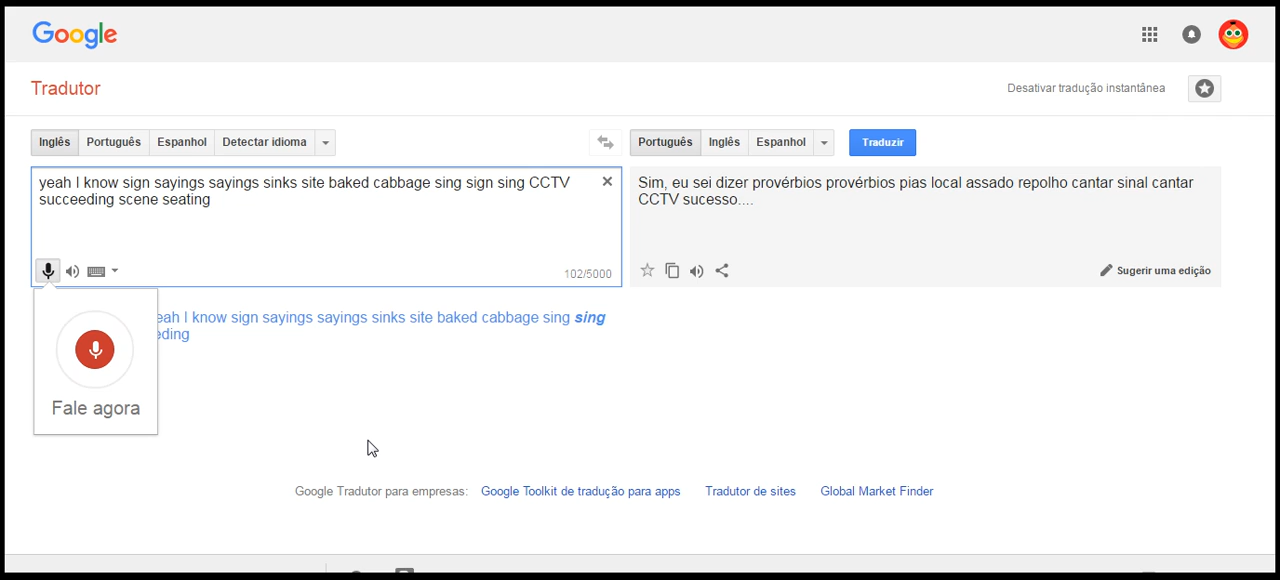 Google
Tradutor
Desativar tradução instantânea
Inglês Português Espanhol Detectar idioma
Português Inglês Espanhol Traduzir
yeah I know sign sayings sayings sinks site baked cabbage sing sign sing CCTV
succeeding scene seating
102/5000
Sim, eu sei dizer provérbios provérbios pias local assado repolho cantar sinal cantar
CCTV sucesso....
Sugerir uma edição
eah I know sign sayings sayings sinks site baked cabbage sing sing
eding
Fale agora
Google Tradutor para empresas: Google Toolkit de tradução para apps Tradutor de sites Global Market Finder